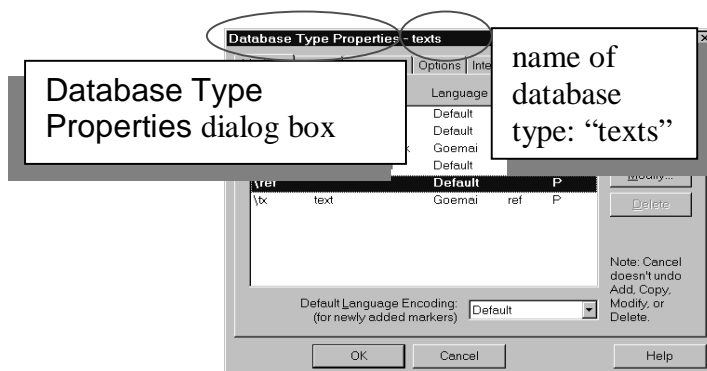 Database Type Properties - texts
Options
Database Type
Properties dialog box
name of
database
type: “texts”
Language
Default
Default
Goemai
Default
\ref Default P
\tx text Goemai ref P
Modify...
Delete
Note: Cancel
doesn't undo
Add, Copy,
Modify, or
Delete.
Default Language Encoding:
(for newly added markers)
Default
OK Cancel Help